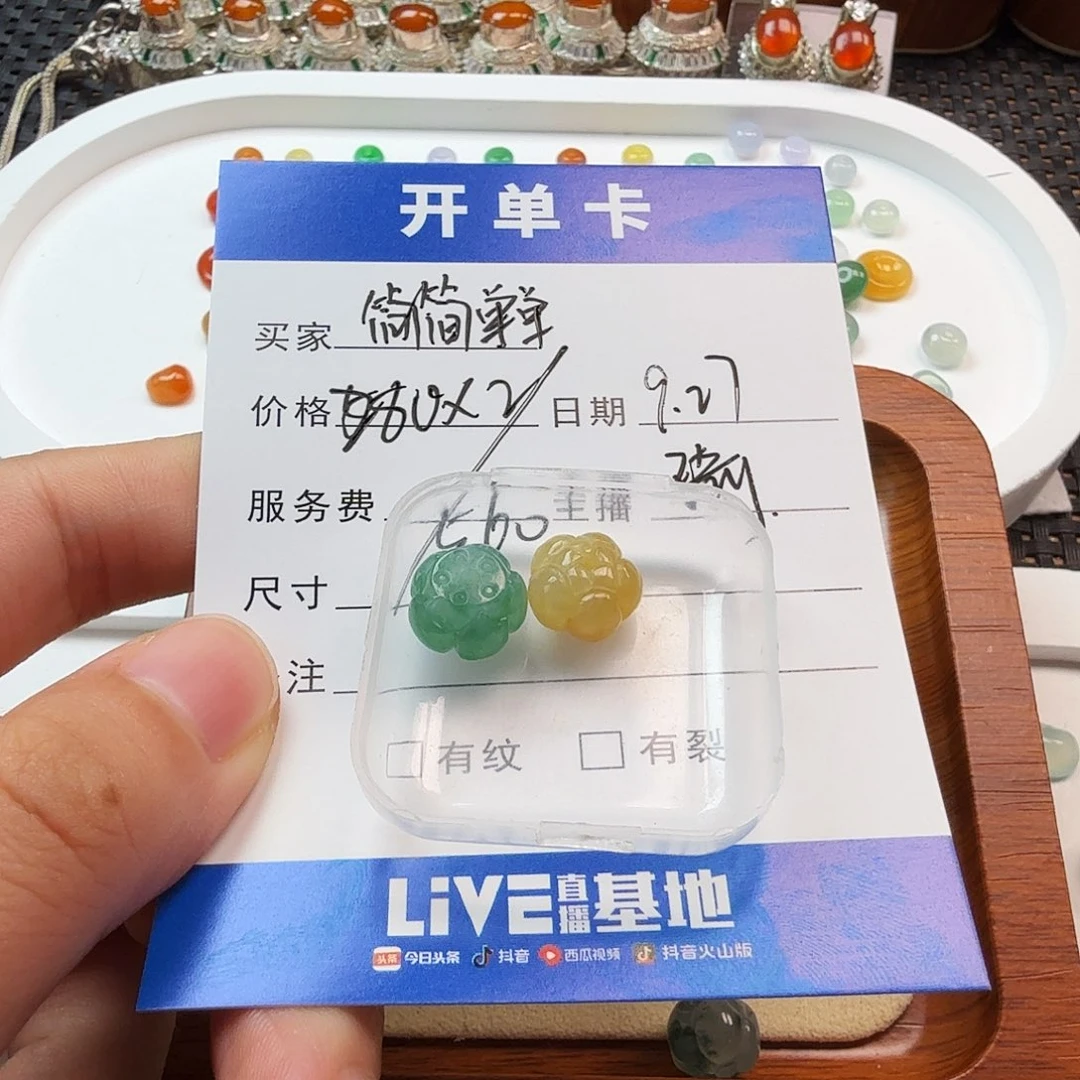 开单卡
买家 简简单单
价格 ×2 日期 9.27
服务费 主播
尺寸
注
有纹 有裂
LiVE直播基地
头条 今日头条 抖音 西瓜视频 抖音火山版